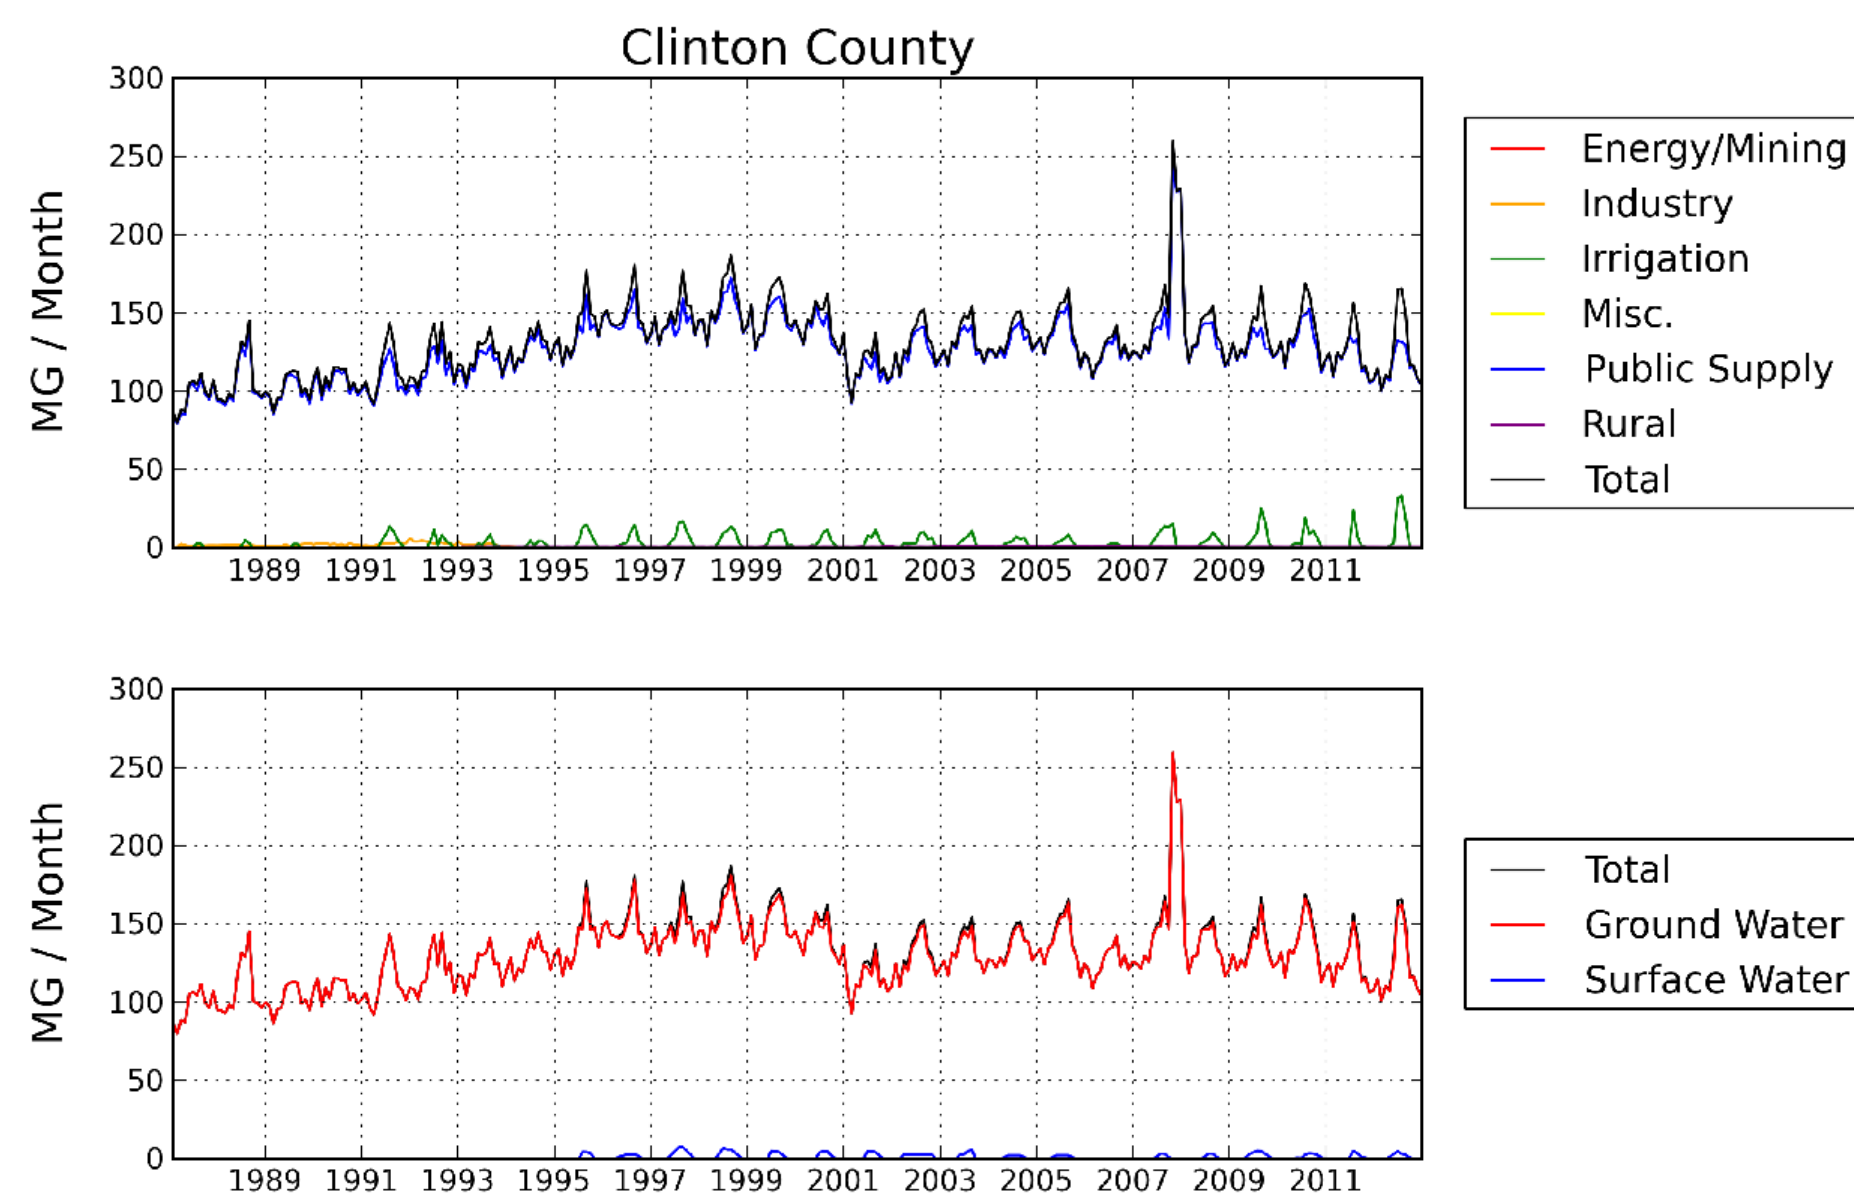 Clinton County
MG / Month
300
250
200
150
100
50
0
1989 1991 1993 1995 1997 1999 2001 2003 2005 2007 2009 2011
Energy/Mining
Industry
Irrigation
Misc.
Public Supply
Rural
Total
MG / Month
300
250
200
150
100
50
0
1989 1991 1993 1995 1997 1999 2001 2003 2005 2007 2009 2011
Total
Ground Water
Surface Water